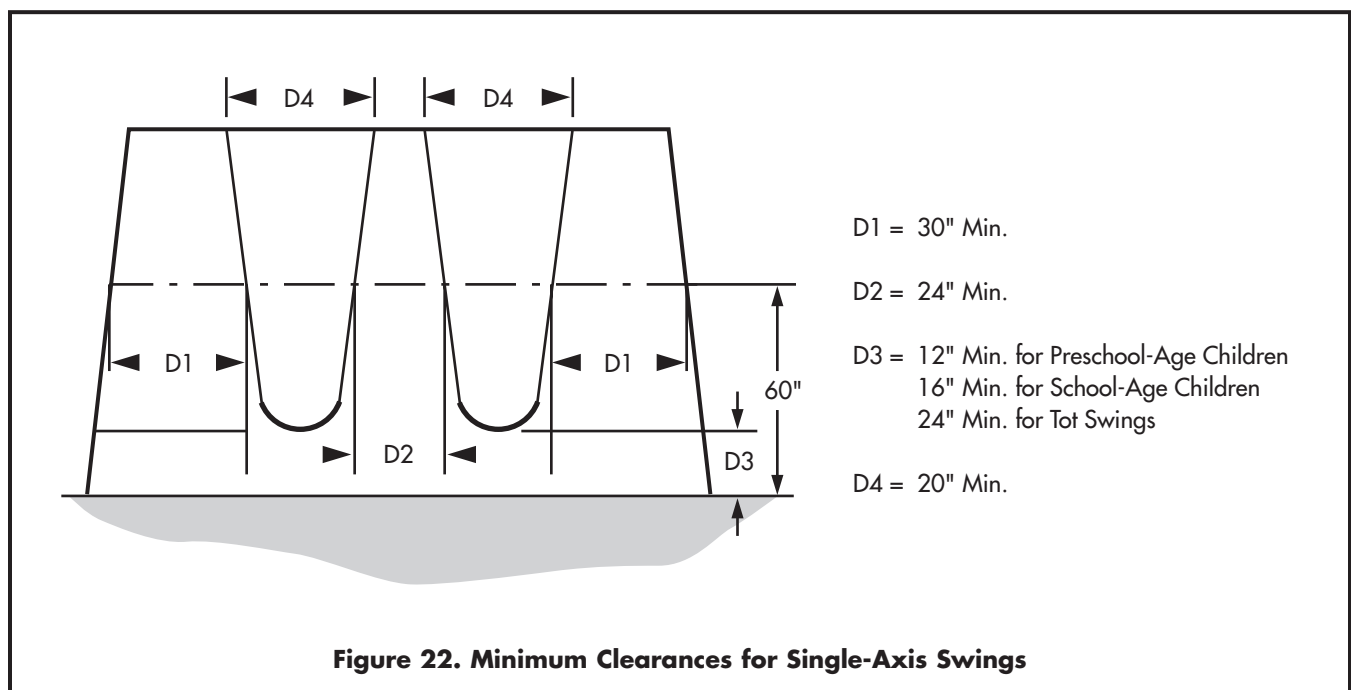 D4 D4
D1 = 30" Min.
D2 = 24" Min.
D1 D1
D3 = 12" Min. for Preschool-Age Children
16" Min. for School-Age Children
60"
24" Min. for Tot Swings
D2 D3
D4 = 20" Min.
Figure 22. Minimum Clearances for Single-Axis Swings